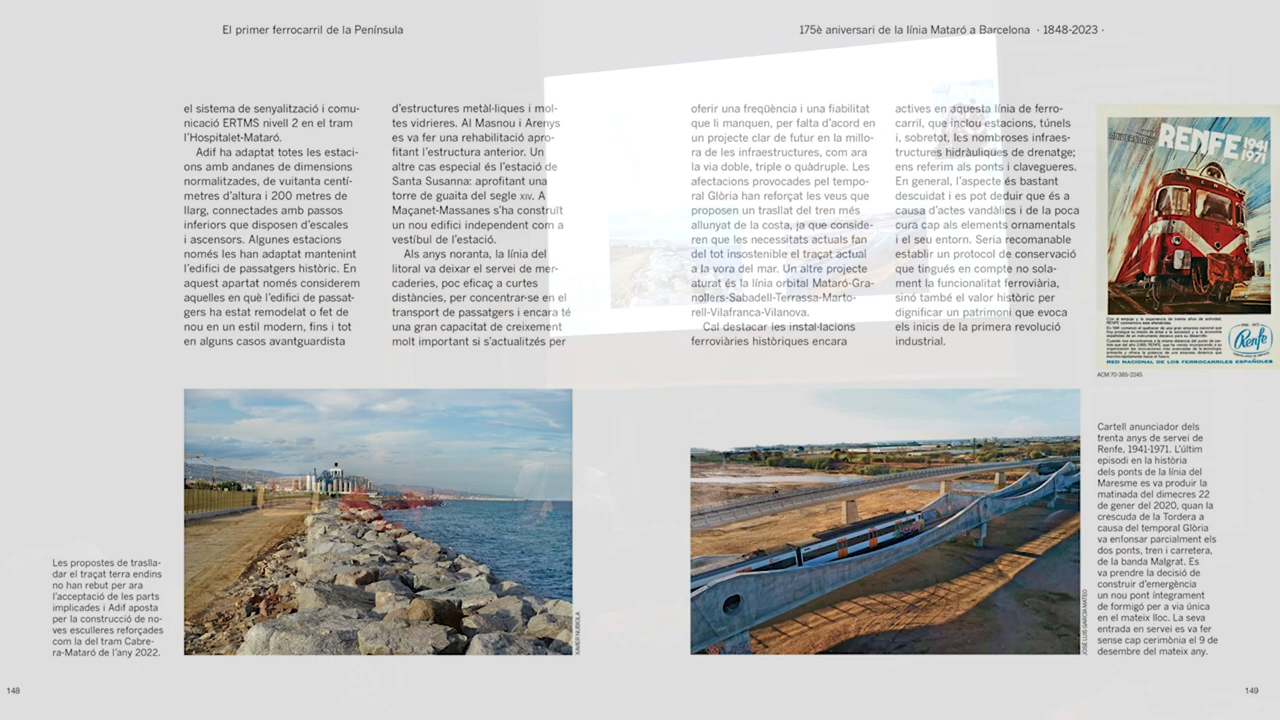 El primer ferrocarril de la Península
175è aniversari de la línia Mataró a Barcelona · 1848-2023 ·
el sistema de senyalització i comu-
nicació ERTMS nivell 2 en el tram
l’Hospitalet-Mataró.
Adif ha adaptat totes les estaci-
ons amb andanes de dimensions
normalitzades, de vuitanta centí-
metres d’altura i 200 metres de
llarg, connectades amb passos
inferiors que disposen d’escales
i ascensors. Algunes estacions
només les han adaptat mantenint
l’edifici de passatgers històric. En
aquest apartat només considerem
aquelles en què l’edifici de passat-
gers ha estat remodelat o fet de
nou en un estil modern, fins i tot
en alguns casos avantguardista
d’estructures metàl·liques i mol-
tes vidrieres. Al Masnou i Arenys
es va fer una rehabilitació apro-
fitant l’estructura anterior. Un
altre cas especial és l’estació de
Santa Susanna: aprofitant una
torre de guaita del segle XIV. A
Maçanet-Massanes s’ha construït
un nou edifici independent com a
vestíbul de l’estació.
Als anys noranta, la línia del
litoral va deixar el servei de mer-
caderies, poc eficaç a curtes
distàncies, per concentrar-se en el
transport de passatgers i encara té
una gran capacitat de creixement
molt important si s’actualitzés per
oferir una freqüència i una fiabilitat
que li manquen, per falta d’acord en
un projecte clar de futur en la millo-
ra de les infraestructures, com ara
la via doble, triple o quàdruple. Les
afectacions provocades pel tempo-
ral Glòria han reforçat les veus que
proposen un trasllat del tren més
allunyat de la costa, ja que conside-
ren que les necessitats actuals fan
del tot insostenible el traçat actual
a la vora del mar. Un altre projecte
aturat és la línia orbital Mataró-Gra-
nollers-Sabadell-Terrassa-Marto-
rell-Vilafranca-Vilanova.
Cal destacar les instal·lacions
ferroviàries històriques encara
actives en aquesta línia de ferro-
carril, que inclou estacions, túnels
i, sobretot, les nombroses infraes-
tructures hidràuliques de drenatge;
ens referim als ponts i clavegueres.
En general, l’aspecte és bastant
descuidat i es pot deduir que és a
causa d’actes vandàlics i de la poca
cura cap als elements ornamentals
i el seu entorn. Seria recomanable
establir un protocol de conservació
que tingués en compte no sola-
ment la funcionalitat ferroviària,
sinó també el valor històric per
dignificar un patrimoni que evoca
els inicis de la primera revolució
industrial.
RENFE 1941
1971
Renfe
RED NACIONAL DE LOS FERROCARRILES ESPAÑOLES
ACM:70-385-2245
Cartell anunciador dels
trenta anys de servei de
Renfe, 1941-1971. L’últim
episodi en la història
dels ponts de la línia del
Maresme es va produir la
matinada del dimecres 22
de gener del 2020, quan la
crescuda de la Tordera a
causa del temporal Glòria
va enfonsar parcialment els
dos ponts, tren i carretera,
de la banda Malgrat. Es
va prendre la decisió de
construir d’emergència
un nou pont íntegrament
de formigó per a via única
en el mateix lloc. La seva
entrada en servei es va fer
sense cap cerimònia el 9 de
desembre del mateix any.
Les propostes de traslla-
dar el traçat terra endins
no han rebut per ara
l’acceptació de les parts
implicades i Adif aposta
per la construcció de no-
ves esculleres reforçades
com la del tram Cabre-
ra-Mataró de l’any 2022.
XAVIER NUBIOLA
JOSÉ LUIS GARCÍA MATEO
148
149